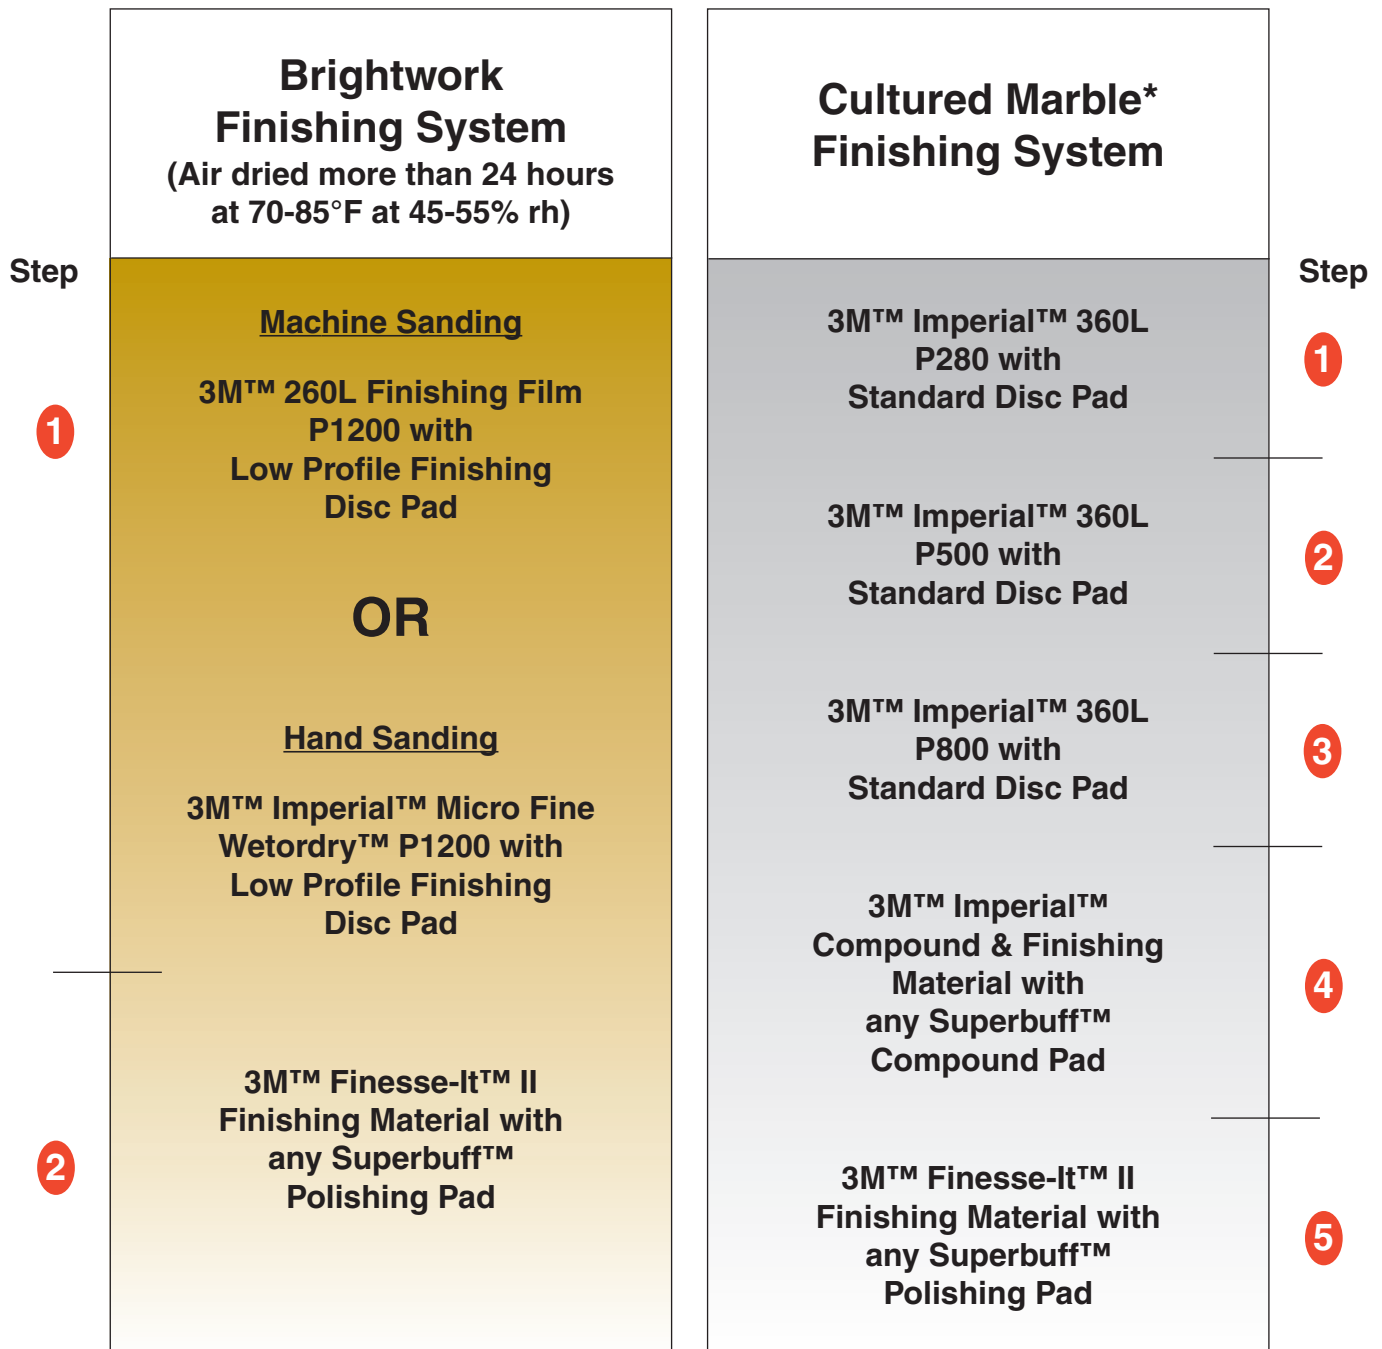 Brightwork
Finishing System
(Air dried more than 24 hours
at 70-85°F at 45-55% rh)
Step
1
Machine Sanding
3M™ 260L Finishing Film
P1200 with
Low Profile Finishing
Disc Pad
OR
Hand Sanding
3M™ Imperial™ Micro Fine
Wetordry™ P1200 with
Low Profile Finishing
Disc Pad
2
3M™ Finesse-It™ II
Finishing Material with
any Superbuff™
Polishing Pad
Cultured Marble*
Finishing System
Step
3M™ Imperial™ 360L
P280 with
Standard Disc Pad
1
3M™ Imperial™ 360L
P500 with
Standard Disc Pad
2
3M™ Imperial™ 360L
P800 with
Standard Disc Pad
3
3M™ Imperial™
Compound & Finishing
Material with
any Superbuff™
Compound Pad
4
3M™ Finesse-It™ II
Finishing Material with
any Superbuff™
Polishing Pad
5